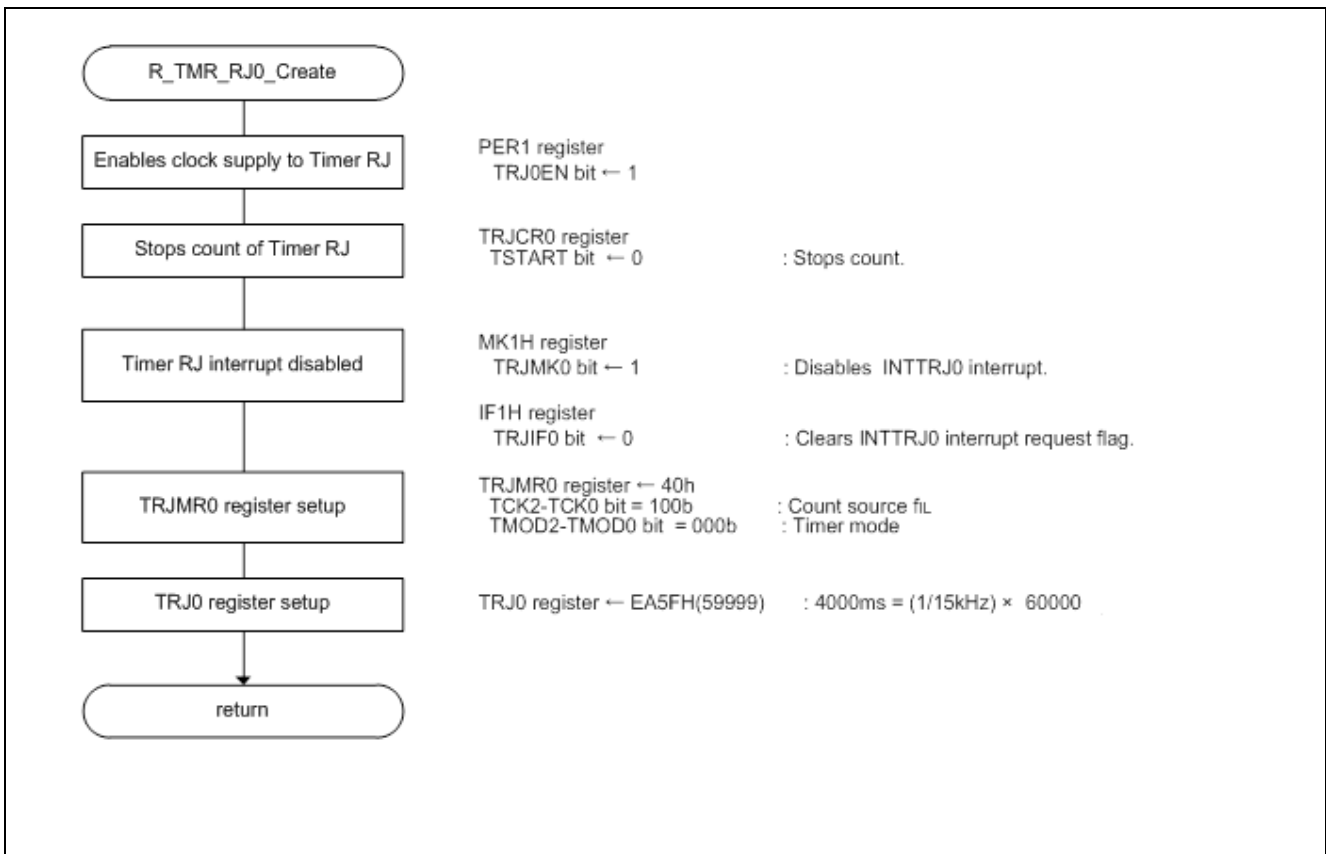 R_TMR_RJ0_Create
Enables clock supply to Timer RJ
PER1 register
TRJ0EN bit ← 1
Stops count of Timer RJ
TRJCR0 register
TSTART bit ← 0 : Stops count.
Timer RJ interrupt disabled
MK1H register
TRJMK0 bit ← 1 : Disables INTTRJ0 interrupt.
IF1H register
TRJIF0 bit ← 0 : Clears INTTRJ0 interrupt request flag.
TRJMR0 register setup
TRJMR0 register ← 40h
TCK2-TCK0 bit = 100b : Count source fIL
TMOD2-TMOD0 bit = 000b : Timer mode
TRJ0 register setup
TRJ0 register ← EA5FH(59999) : 4000ms = (1/15kHz) × 60000
return